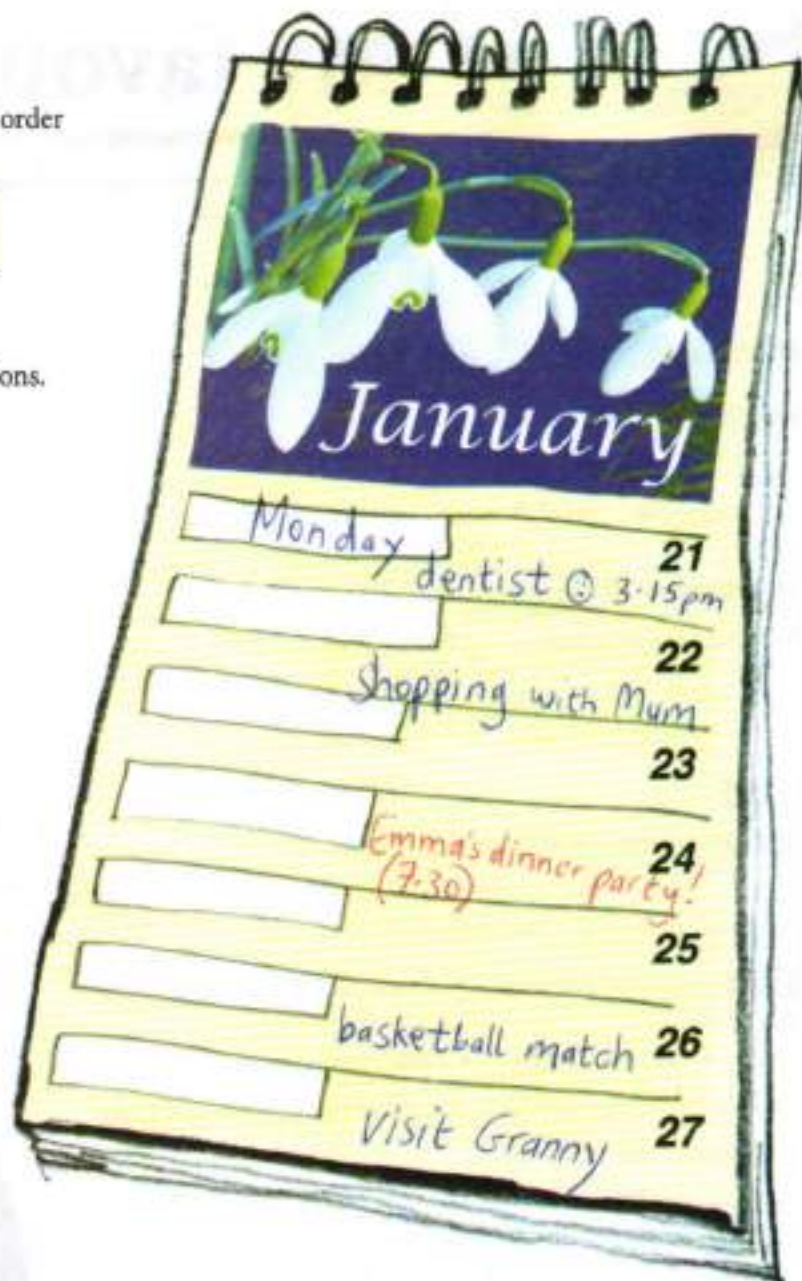 order
ons.
January
Monday 21
dentist ☹ 3.15pm
22
Shopping with Mum
23
Emma's dinner party! 24
(7.30)
25
basketball match 26
Visit Granny 27